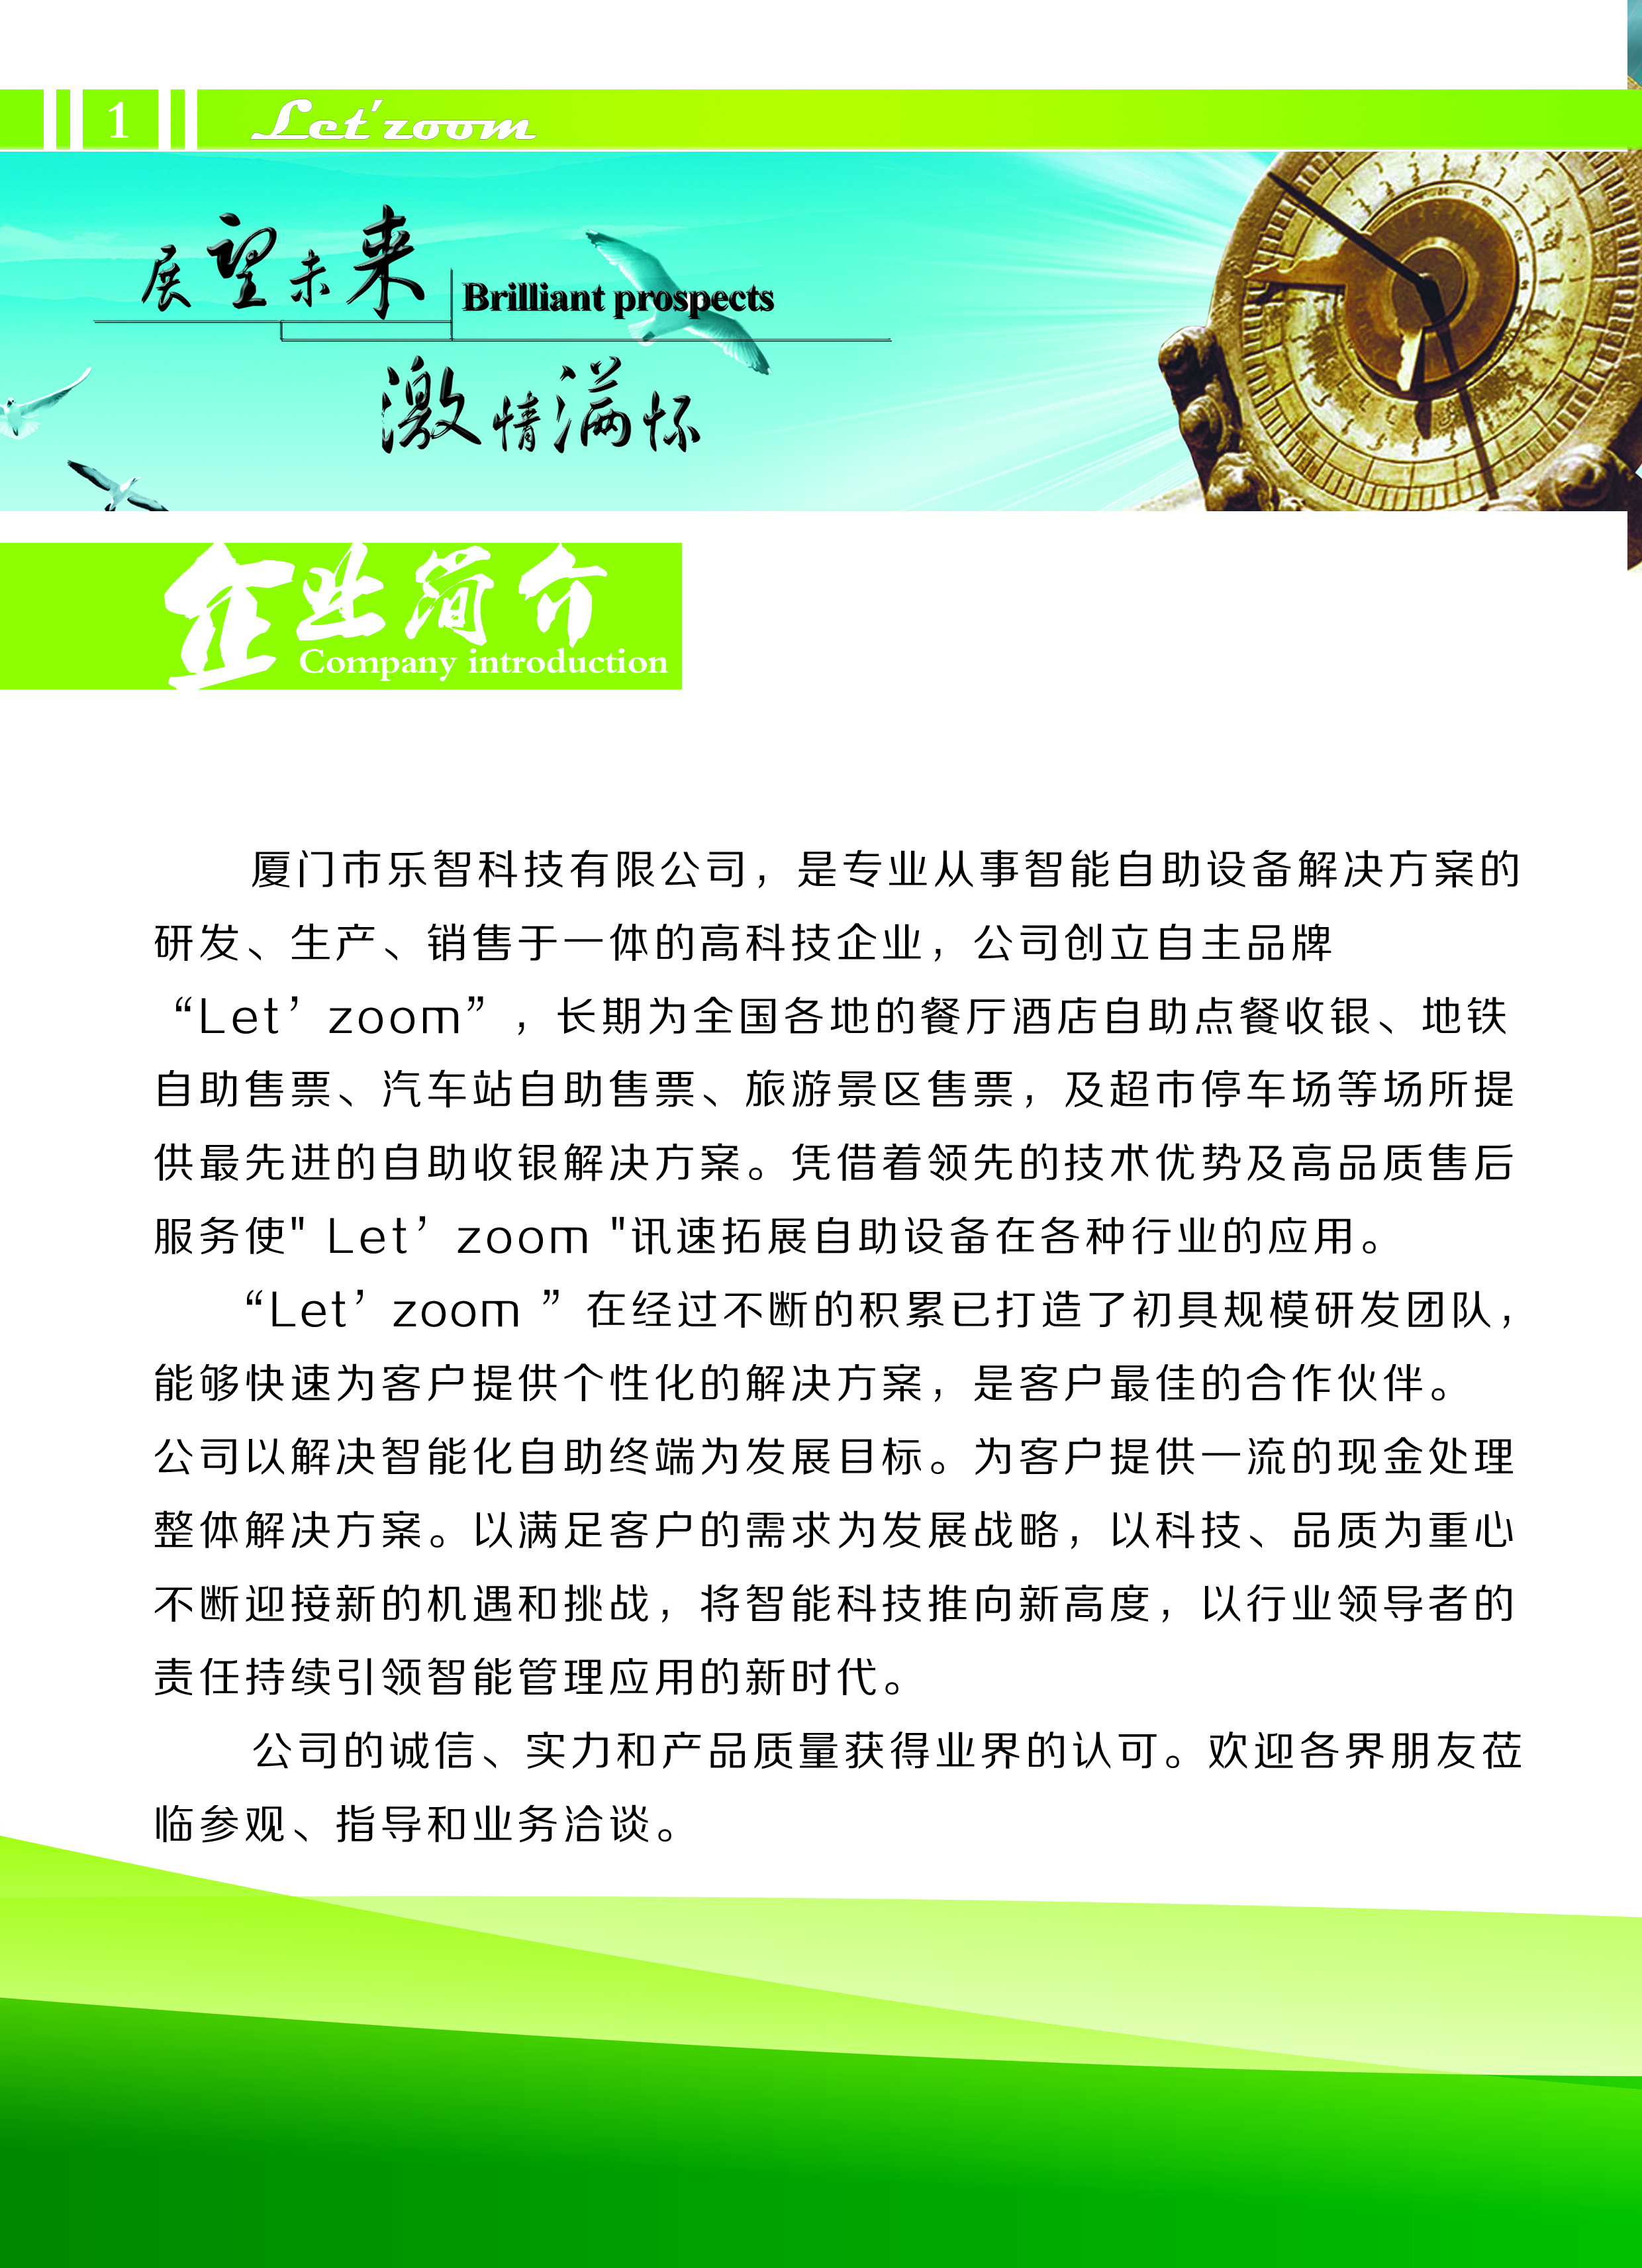 1
Let'zoom
展望未来
Brilliant prospects
激情满怀
企业简介
Company introduction
厦门市乐智科技有限公司，是专业从事智能自助设备解决方案的
研发、生产、销售于一体的高科技企业，公司创立自主品牌
“Let’zoom”，长期为全国各地的餐厅酒店自助点餐收银、地铁
自助售票、汽车站自助售票、旅游景区售票，及超市停车场等场所提
供最先进的自助收银解决方案。凭借着领先的技术优势及高品质售后
服务使" Let’zoom "讯速拓展自助设备在各种行业的应用。
“Let’zoom ”在经过不断的积累已打造了初具规模研发团队，
能够快速为客户提供个性化的解决方案，是客户最佳的合作伙伴。
公司以解决智能化自助终端为发展目标。为客户提供一流的现金处理
整体解决方案。以满足客户的需求为发展战略，以科技、品质为重心
不断迎接新的机遇和挑战，将智能科技推向新高度，以行业领导者的
责任持续引领智能管理应用的新时代。
公司的诚信、实力和产品质量获得业界的认可。欢迎各界朋友莅
临参观、指导和业务洽谈。